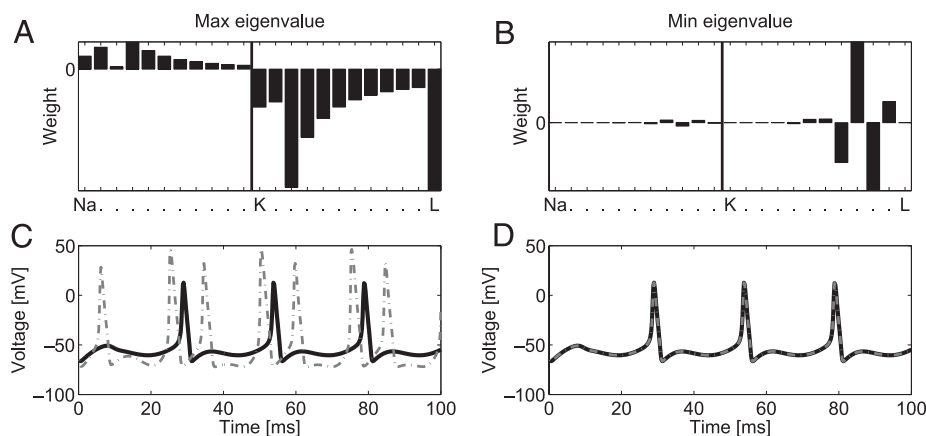 A
Max eigenvalue
0
Weight
Na. . . . . . . . . . K . . . . . . . . . . L
B
Min eigenvalue
0
Weight
Na. . . . . . . . . . K . . . . . . . . . . L
C
50
0
−50
−100
Voltage [mV]
0 20 40 60 80 100
Time [ms]
D
50
0
−50
−100
Voltage [mV]
0 20 40 60 80 100
Time [ms]